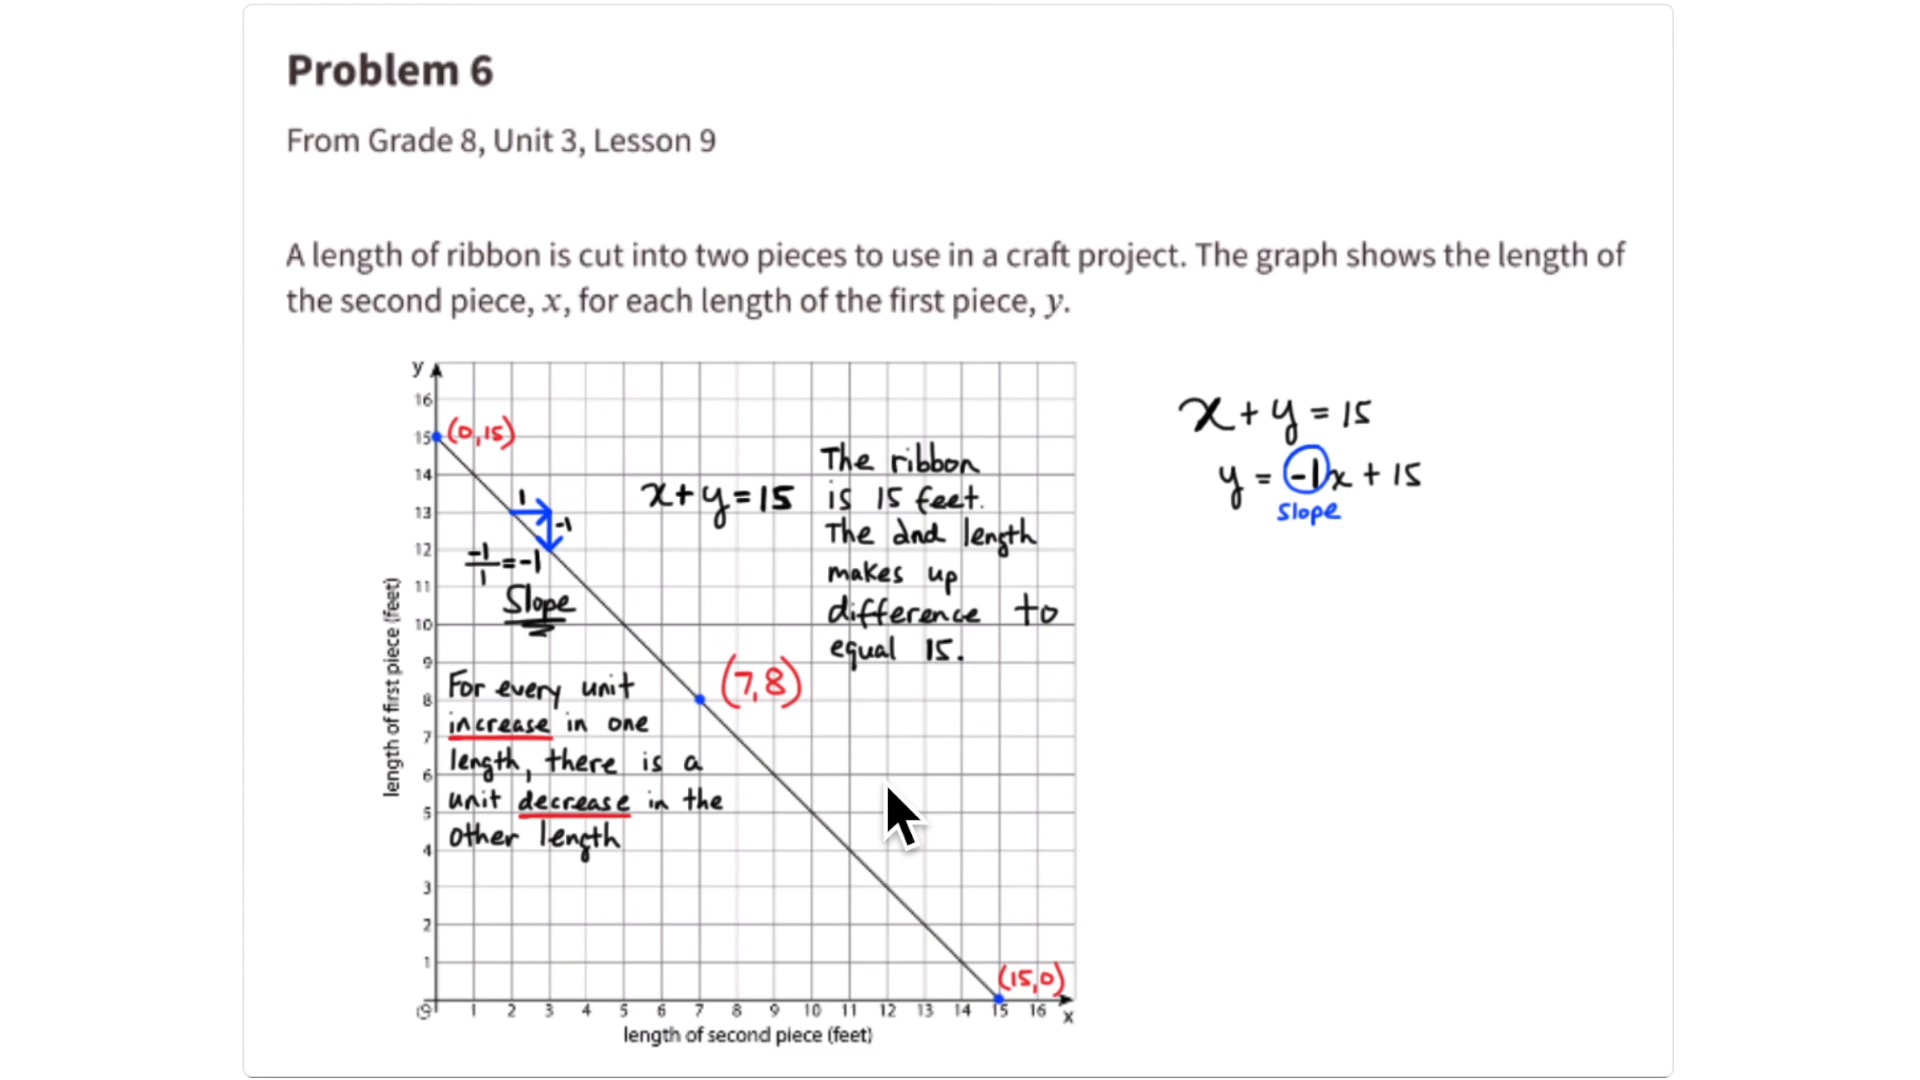 Problem 6
From Grade 8, Unit 3, Lesson 9
A length of ribbon is cut into two pieces to use in a craft project. The graph shows the length of
the second piece, x, for each length of the first piece, y.
y
16
15
14
13
12
11
10
9
8
7
6
5
4
3
2
1
0
1 2 3 4 5 6 7 8 9 10 11 12 13 14 15 16
x
length of first piece (feet)
length of second piece (feet)
(0,15)
1
-1
-1/1 = -1
Slope
x+y=15
The ribbon
is 15 feet.
The 2nd length
makes up
difference to
equal 15.
(7,8)
For every unit
increase in one
length, there is a
unit decrease in the
other length
(15,0)
x+y=15
y = -1x + 15
slope